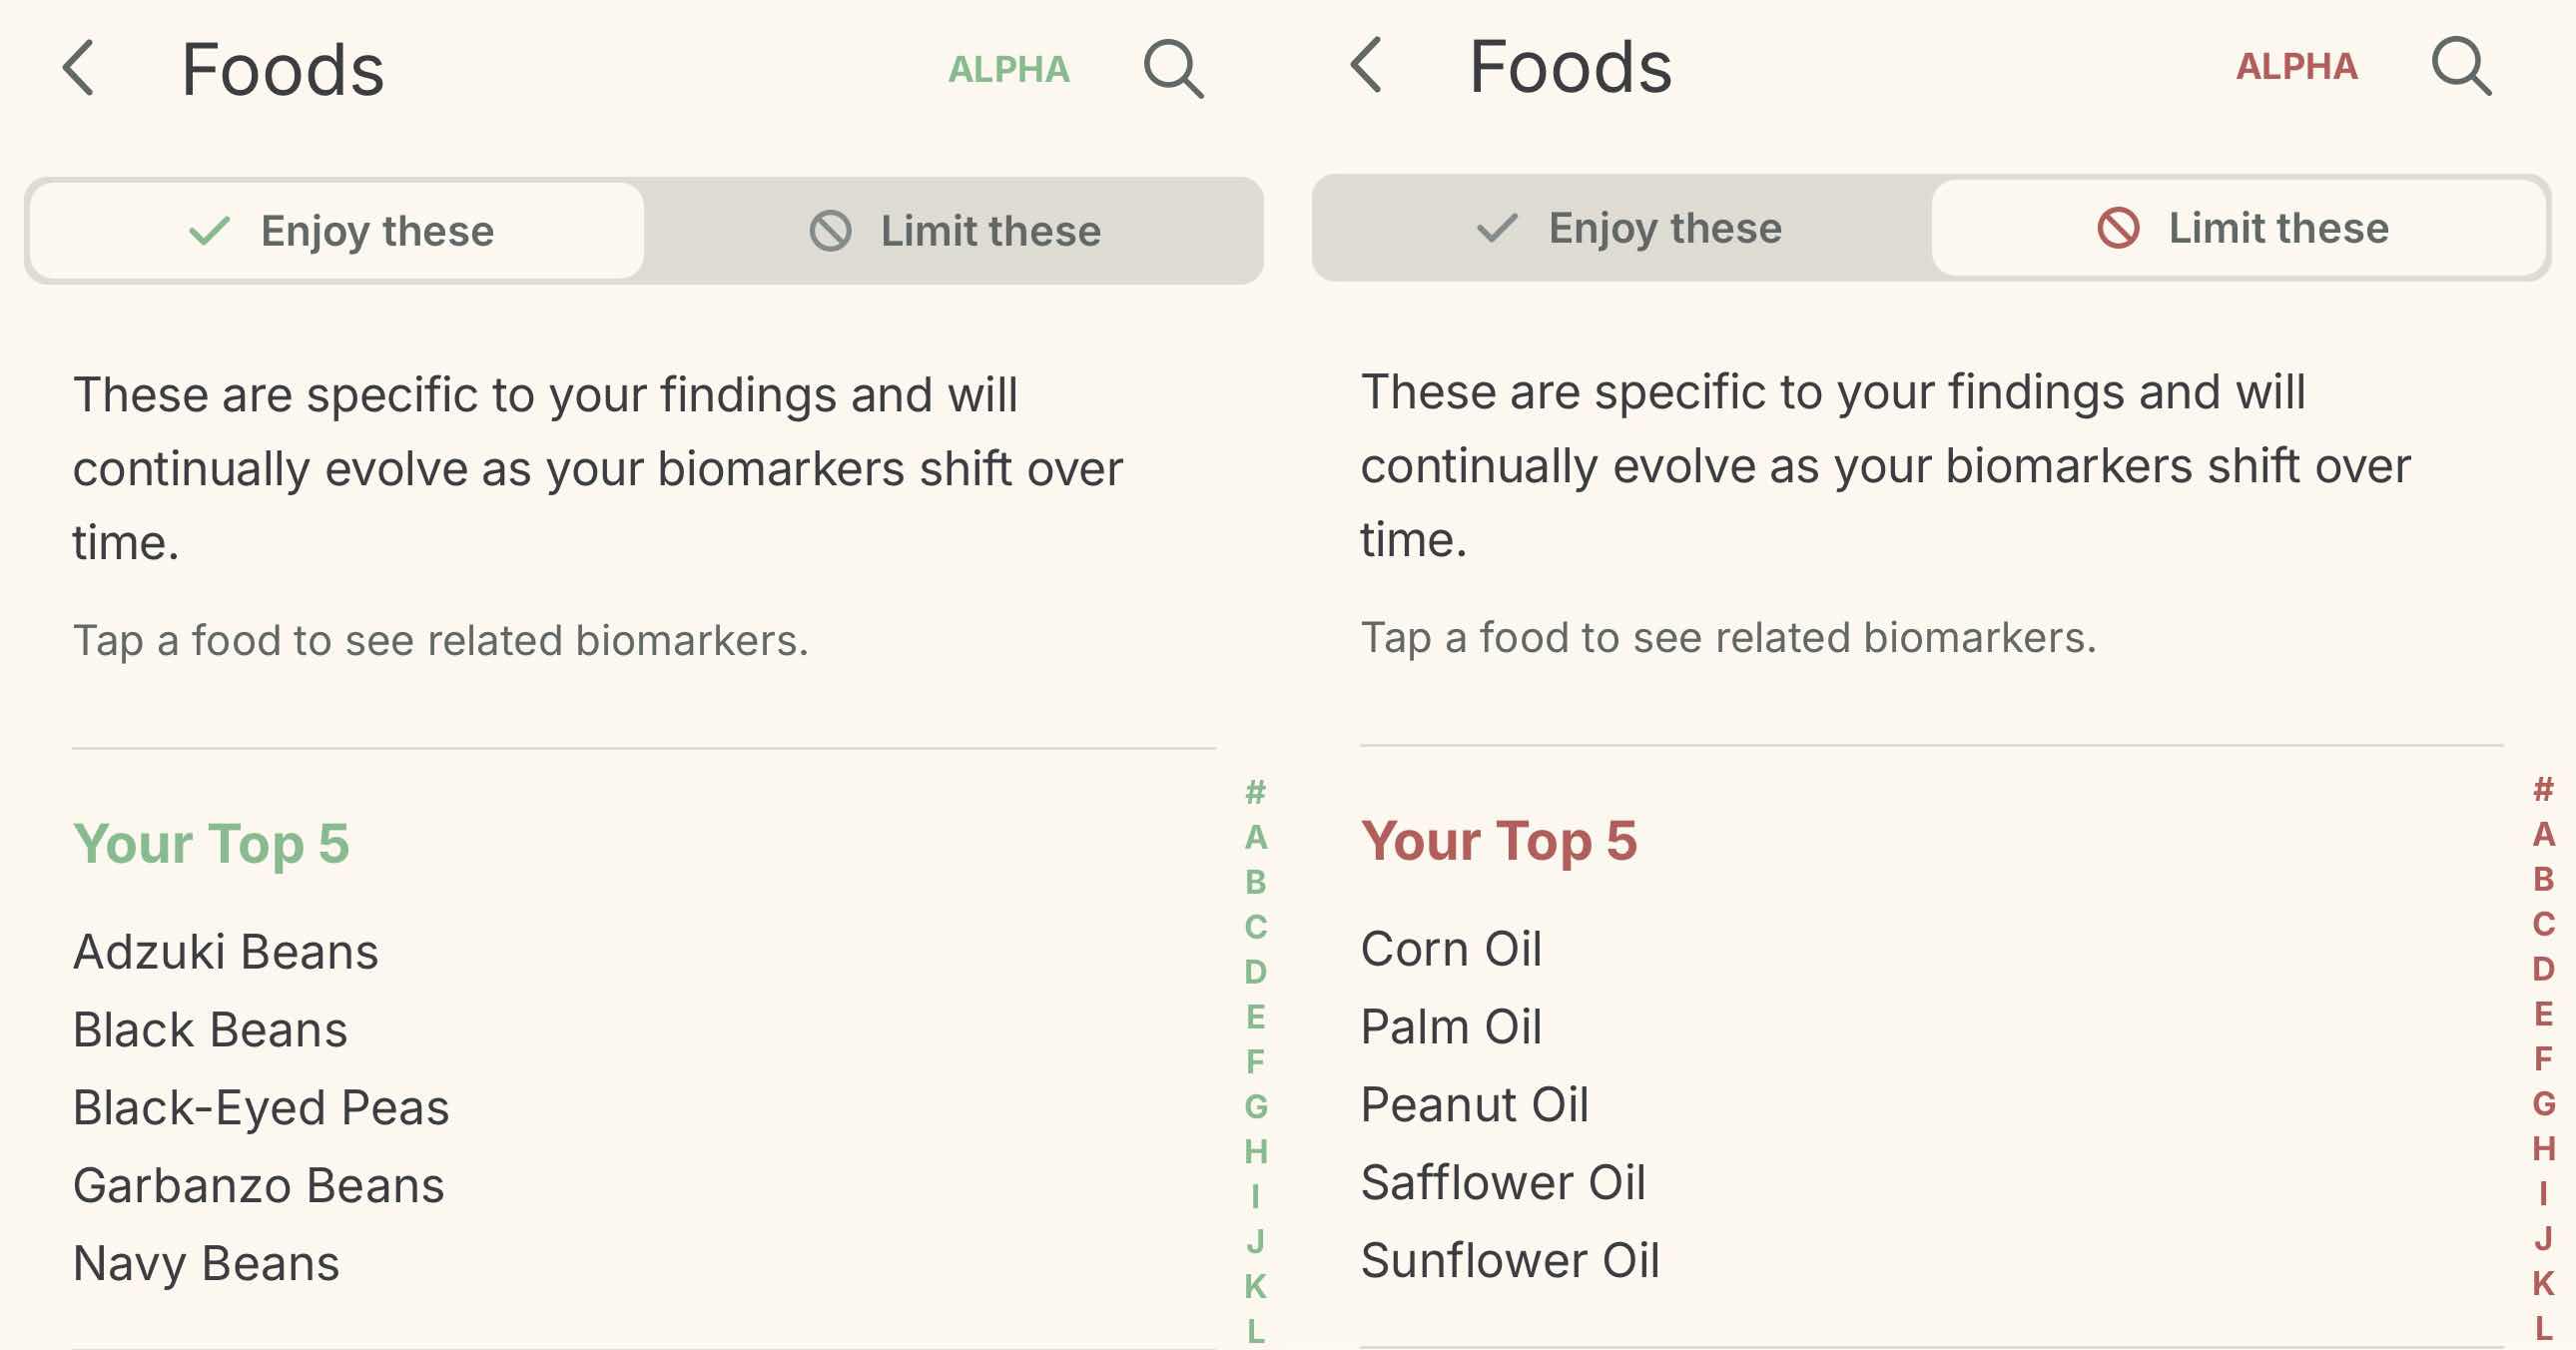 Foods
ALPHA
Enjoy these
Limit these
These are specific to your findings and will
continually evolve as your biomarkers shift over
time.
Tap a food to see related biomarkers.
Your Top 5
Adzuki Beans
Black Beans
Black-Eyed Peas
Garbanzo Beans
Navy Beans
#
A
B
C
D
E
F
G
H
I
J
K
L
Foods
ALPHA
Enjoy these
Limit these
These are specific to your findings and will
continually evolve as your biomarkers shift over
time.
Tap a food to see related biomarkers.
Your Top 5
Corn Oil
Palm Oil
Peanut Oil
Safflower Oil
Sunflower Oil
#
A
B
C
D
E
F
G
H
I
J
K
L